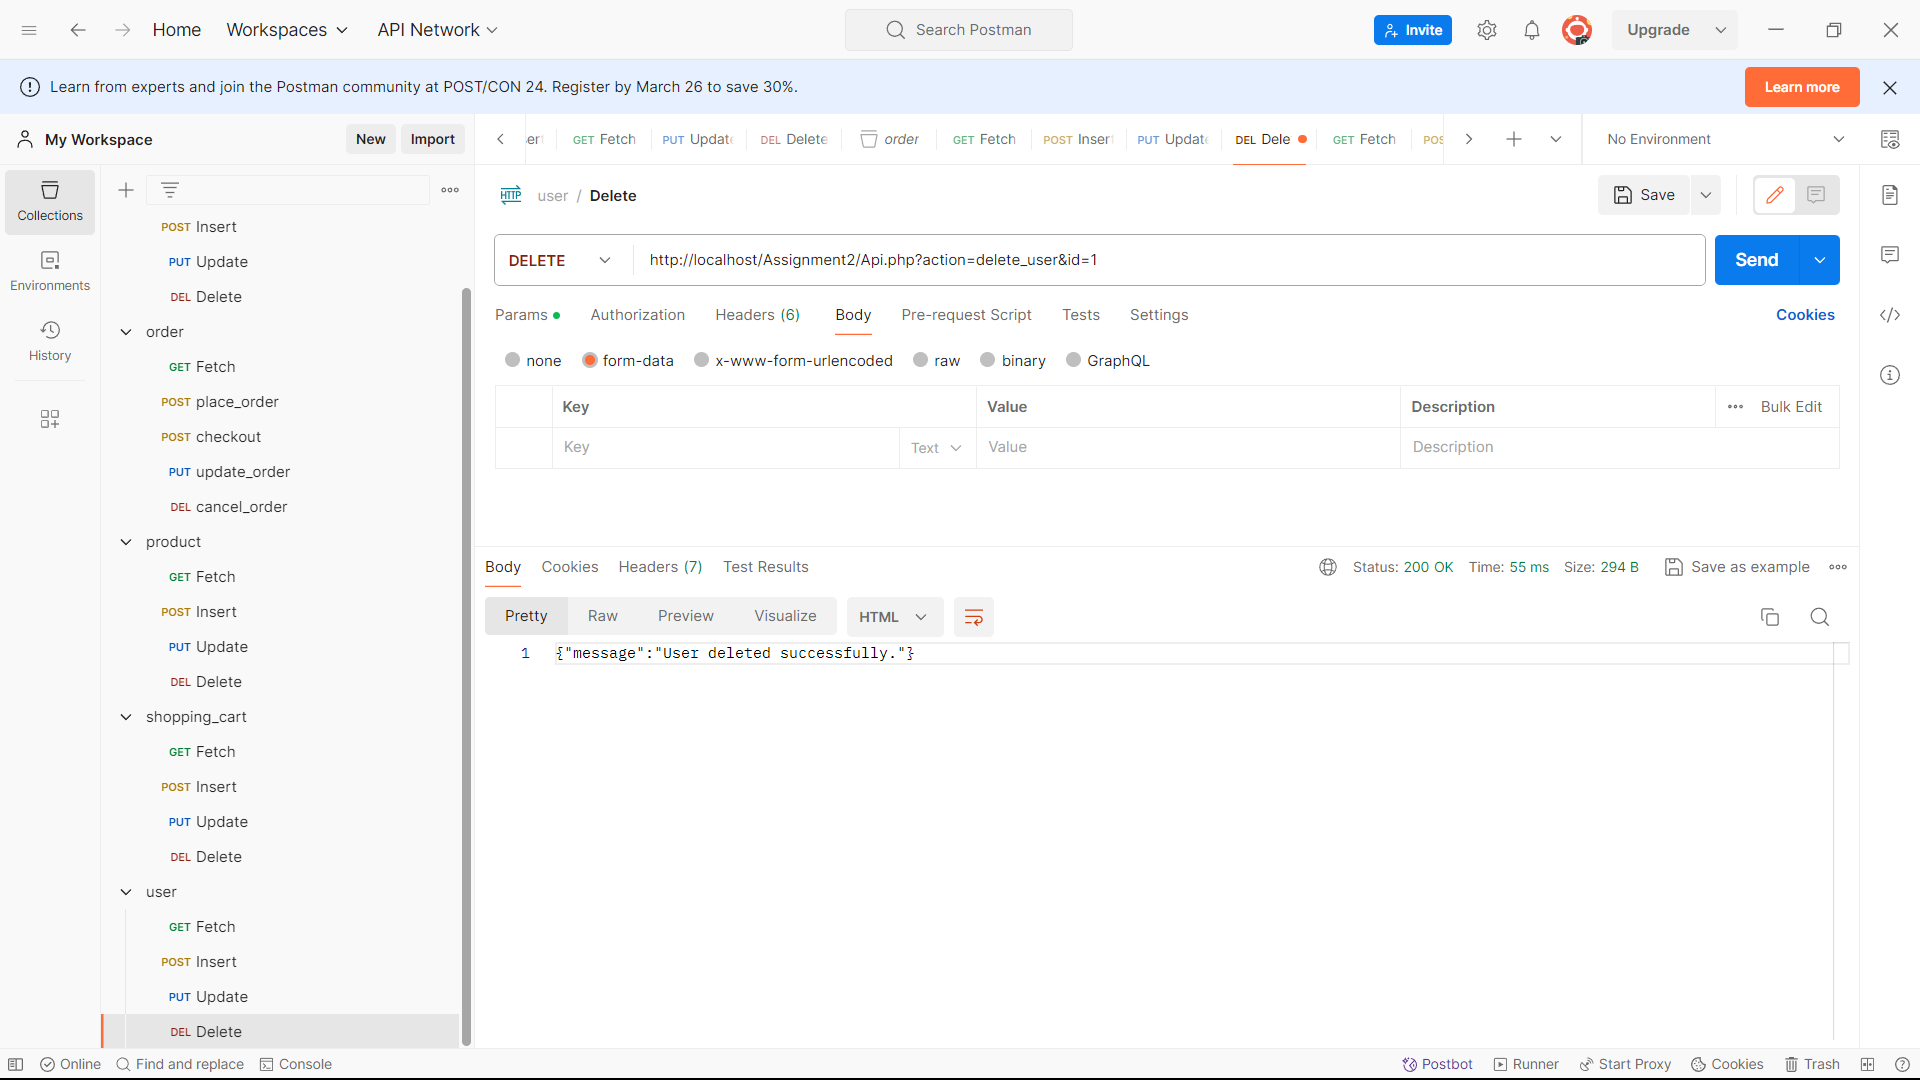 Home Workspaces API Network Search Postman Invite Upgrade
Learn from experts and join the Postman community at POST/CON 24. Register by March 26 to save 30%. Learn more
My Workspace New Import
GET Fetch PUT Update DEL Delete order GET Fetch POST Insert PUT Update DEL Dele GET Fetch POS No Environment
Collections
Environments
History
POST Insert
PUT Update
DEL Delete
order
GET Fetch
POST place_order
POST checkout
PUT update_order
DEL cancel_order
product
GET Fetch
POST Insert
PUT Update
DEL Delete
shopping_cart
GET Fetch
POST Insert
PUT Update
DEL Delete
user
GET Fetch
POST Insert
PUT Update
DEL Delete
HTTP user / Delete Save
DELETE http://localhost/Assignment2/Api.php?action=delete_user&id=1 Send
Params Authorization Headers (6) Body Pre-request Script Tests Settings Cookies
none form-data x-www-form-urlencoded raw binary GraphQL
Key Value Description Bulk Edit
Key Text Value Description
Body Cookies Headers (7) Test Results Status: 200 OK Time: 55 ms Size: 294 B Save as example
Pretty Raw Preview Visualize HTML
1 {"message":"User deleted successfully."}
Online Find and replace Console Postbot Runner Start Proxy Cookies Trash